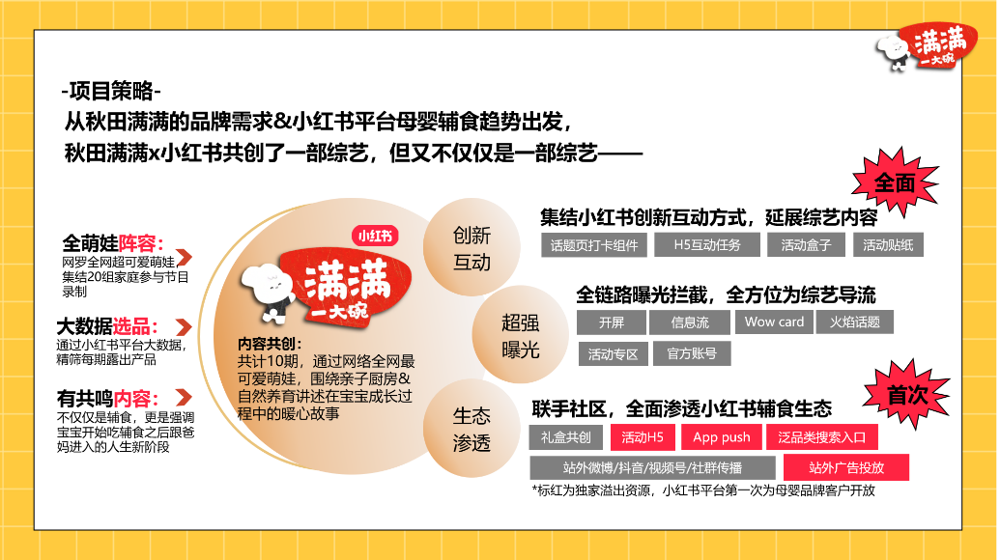 满满
一大碗
-项目策略-
从秋田满满的品牌需求&小红书平台母婴辅食趋势出发，
秋田满满x小红书共创了一部综艺，但又不仅仅是一部综艺——
全萌娃阵容：
网罗全网超可爱萌娃，
集结20组家庭参与节目
录制
大数据选品：
通过小红书平台大数据，
精筛每期露出产品
有共鸣内容：
不仅仅是辅食，更是强调
宝宝开始吃辅食之后跟爸
妈进入的人生新阶段
小红书
满满
一大碗
内容共创：
共计10期，通过网络全网最
可爱萌娃，围绕亲子厨房&
自然养育讲述在宝宝成长过
程中的暖心故事
创新
互动
超强
曝光
生态
渗透
全面
集结小红书创新互动方式，延展综艺内容
话题页打卡组件 H5互动任务 活动盒子 活动贴纸
全链路曝光拦截，全方位为综艺导流
开屏 信息流 Wow card 火焰话题
活动专区 官方账号
首次
联手社区，全面渗透小红书辅食生态
礼盒共创 活动H5 App push 泛品类搜索入口
站外微博/抖音/视频号/社群传播 站外广告投放
*标红为独家溢出资源，小红书平台第一次为母婴品牌客户开放